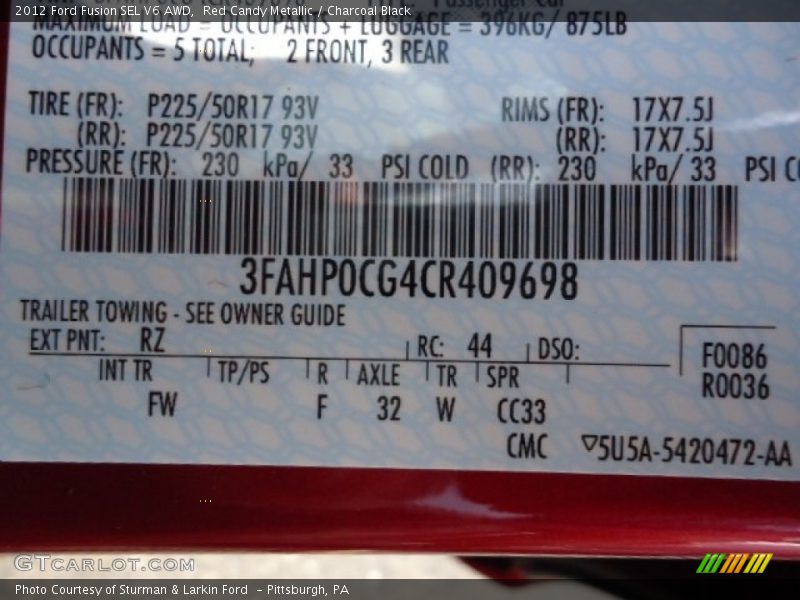 2012 Ford Fusion SEL V6 AWD, Red Candy Metallic / Charcoal Black
MAXIMUM LOAD = OCCUPANTS + LUGGAGE = 396KG/ 875LB
OCCUPANTS = 5 TOTAL; 2 FRONT, 3 REAR
TIRE (FR): P225/50R17 93V RIMS (FR): 17X7.5J
(RR): P225/50R17 93V (RR): 17X7.5J
PRESSURE (FR): 230 kPa/ 33 PSI COLD (RR): 230 kPa/ 33 PSI
3FAHP0CG4CR409698
TRAILER TOWING - SEE OWNER GUIDE
EXT PNT: RZ RC: 44 DSO: F0086
INT TR TP/PS R AXLE TR SPR R0036
FW F 32 W CC33
CMC ▽5U5A-5420472-AA
GTCARLOT.COM
Photo Courtesy of Sturman & Larkin Ford - Pittsburgh, PA